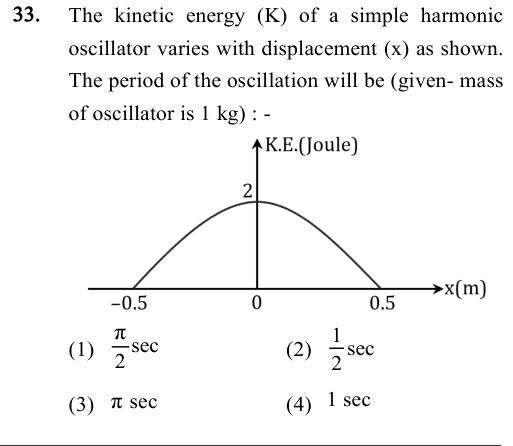 33. The kinetic energy (K) of a simple harmonic
oscillator varies with displacement (x) as shown.
The period of the oscillation will be (given- mass
of oscillator is 1 kg) : -
K.E.(Joule)
2
x(m)
−0.5 0 0.5
(1) π/2 sec (2) 1/2 sec
(3) π sec (4) 1 sec